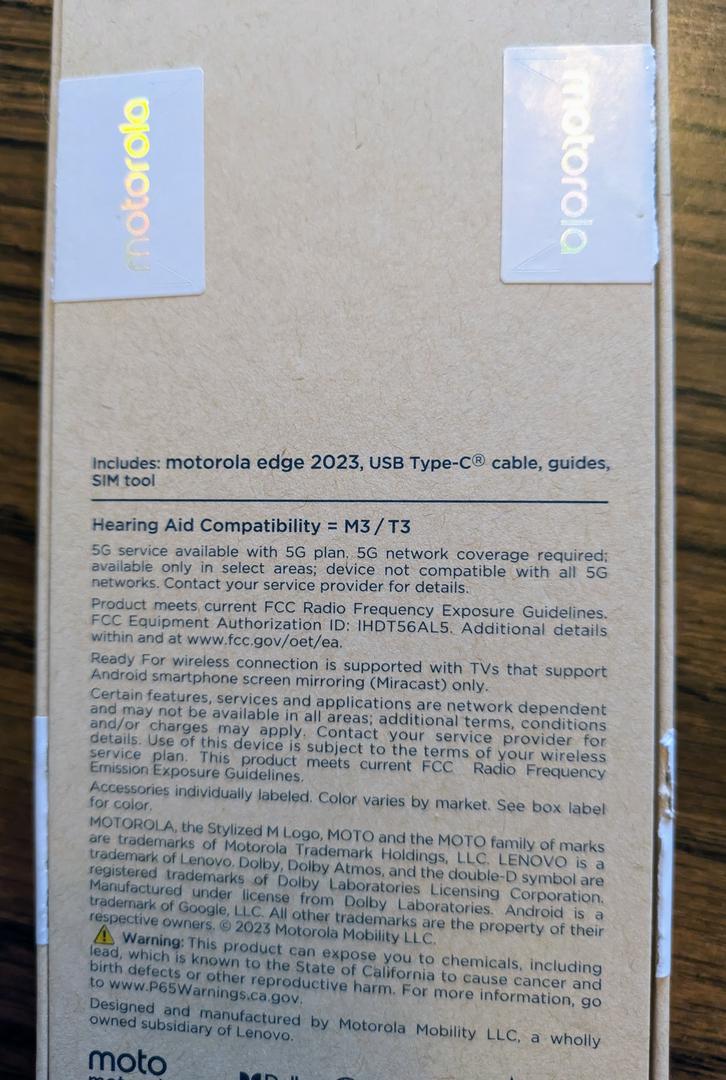 motorola
motorola
Includes: motorola edge 2023, USB Type-C® cable, guides,
SIM tool
Hearing Aid Compatibility = M3 / T3
5G service available with 5G plan. 5G network coverage required;
available only in select areas; device not compatible with all 5G
networks. Contact your service provider for details.
Product meets current FCC Radio Frequency Exposure Guidelines.
FCC Equipment Authorization ID: IHDT56AL5. Additional details
within and at www.fcc.gov/oet/ea.
Ready For wireless connection is supported with TVs that support
Android smartphone screen mirroring (Miracast) only.
Certain features, services and applications are network dependent
and may not be available in all areas; additional terms, conditions
and/or charges may apply. Contact your service provider for
details. Use of this device is subject to the terms of your wireless
service plan. This product meets current FCC Radio Frequency
Emission Exposure Guidelines.
Accessories individually labeled. Color varies by market. See box label
for color.
MOTOROLA, the Stylized M Logo, MOTO and the MOTO family of marks
are trademarks of Motorola Trademark Holdings, LLC. LENOVO is a
trademark of Lenovo. Dolby, Dolby Atmos, and the double-D symbol are
registered trademarks of Dolby Laboratories Licensing Corporation.
Manufactured under license from Dolby Laboratories. Android is a
trademark of Google, LLC. All other trademarks are the property of their
respective owners. © 2023 Motorola Mobility LLC.
Warning: This product can expose you to chemicals, including
lead, which is known to the State of California to cause cancer and
birth defects or other reproductive harm. For more information, go
to www.P65Warnings.ca.gov.
Designed and manufactured by Motorola Mobility LLC, a wholly
owned subsidiary of Lenovo.
moto